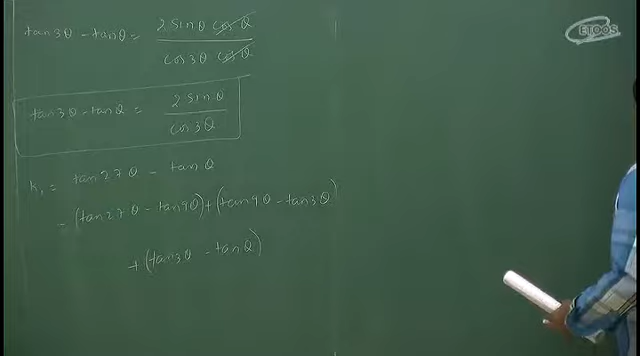 tan3θ - tanθ = 2 sinθ cosθ / cos3θ cosθ
tan3θ - tanθ = 2 sinθ / cos3θ
K₁ = tan27θ - tanθ
= (tan27θ - tan9θ) + (tan9θ - tan3θ)
+ (tan3θ - tanθ)
ETOOS